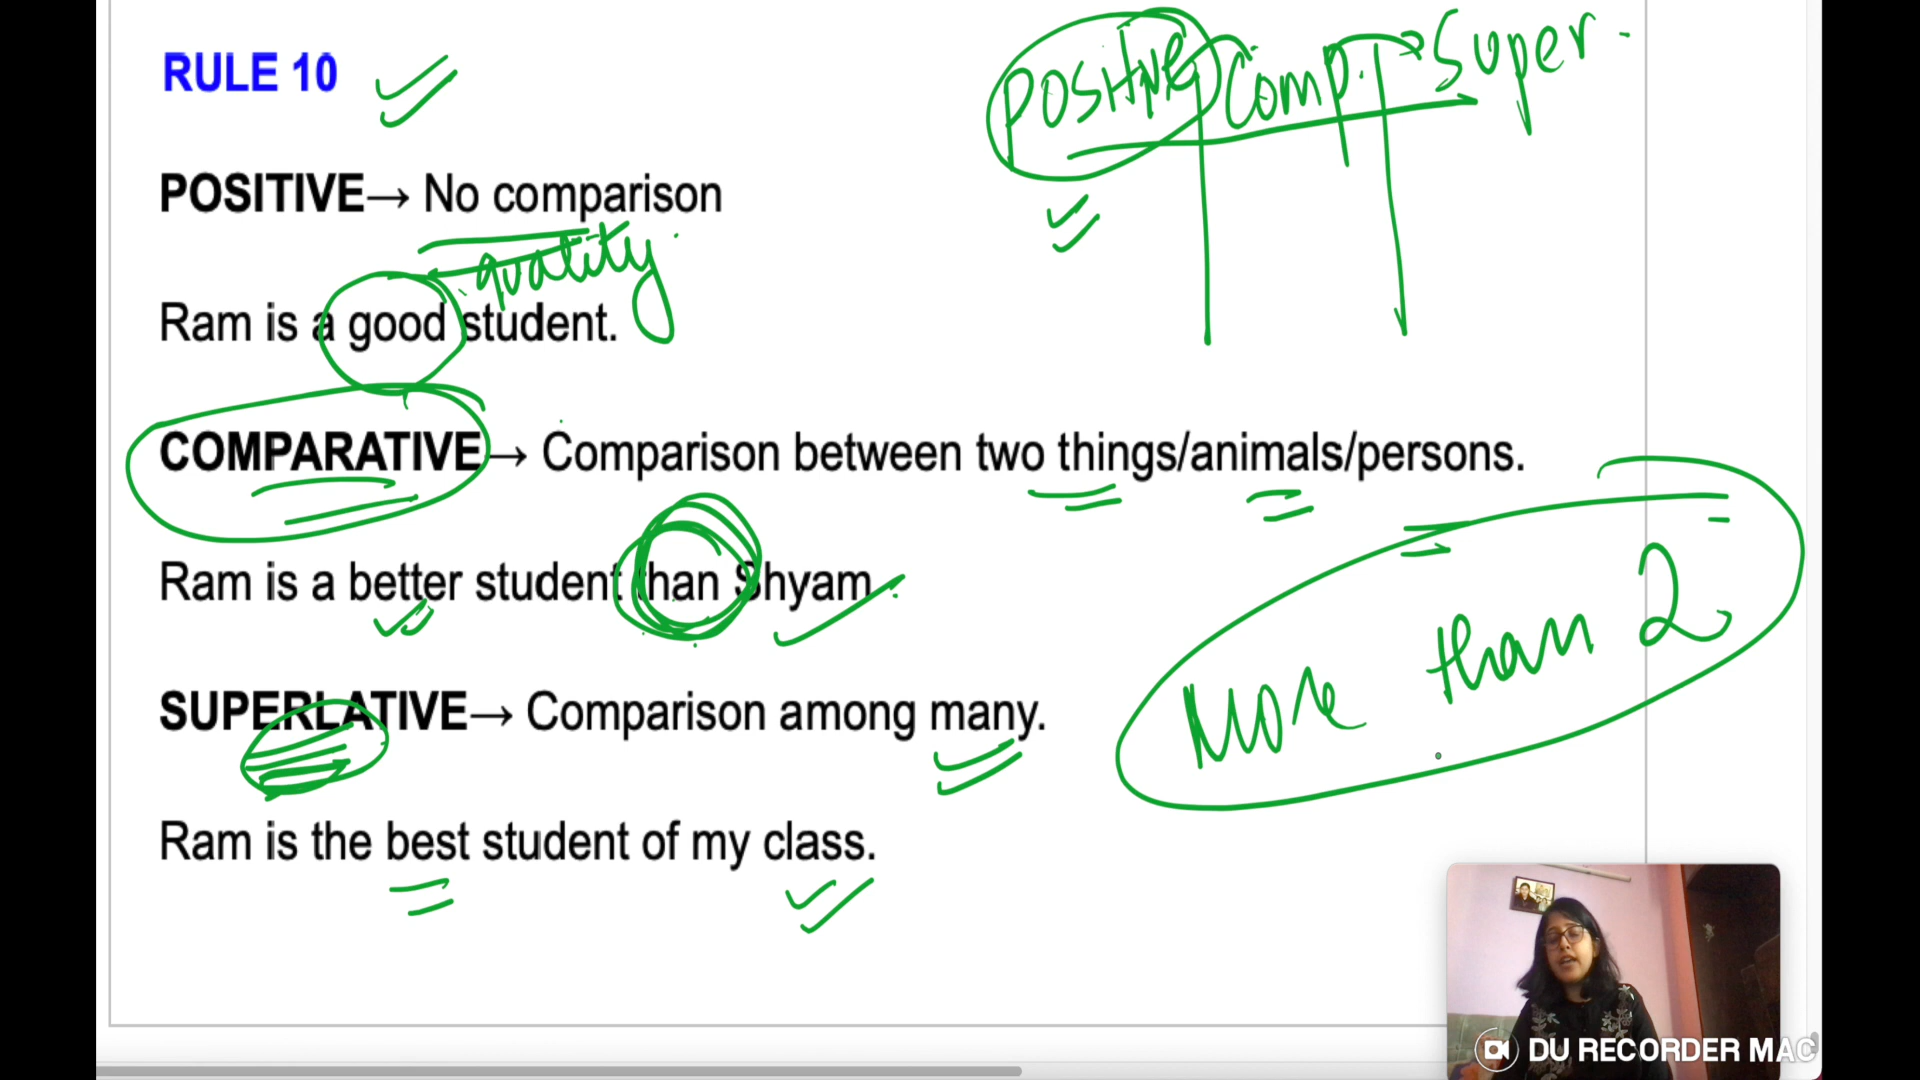 RULE 10
POSITIVE Comp. Super.
POSITIVE→ No comparison
quality.
Ram is a good student.
COMPARATIVE→ Comparison between two things/animals/persons.
Ram is a better student than Shyam.
More than 2
SUPERLATIVE→ Comparison among many.
Ram is the best student of my class.
DU RECORDER MAC